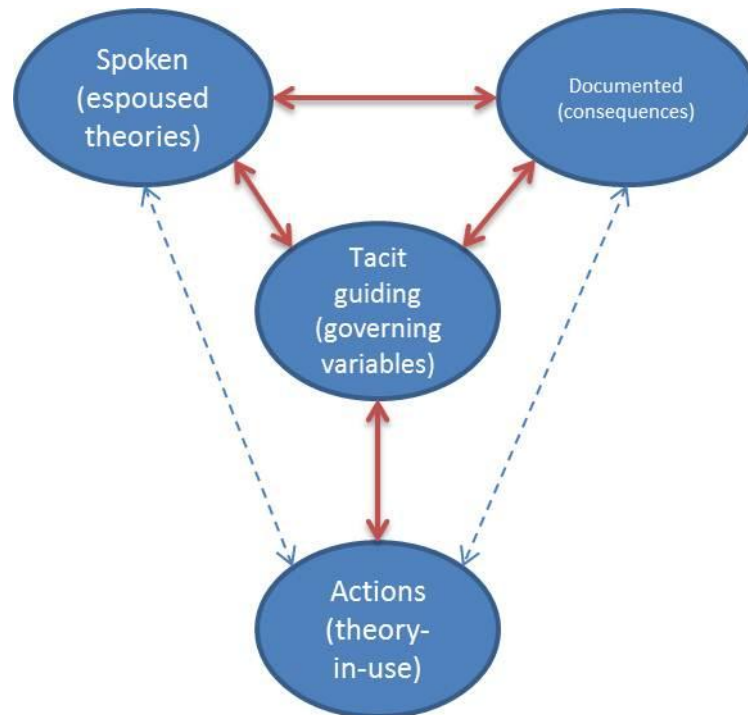 Spoken
(espoused
theories)
Documented
(consequences)
Tacit
guiding
(governing
variables)
Actions
(theory-
in-use)